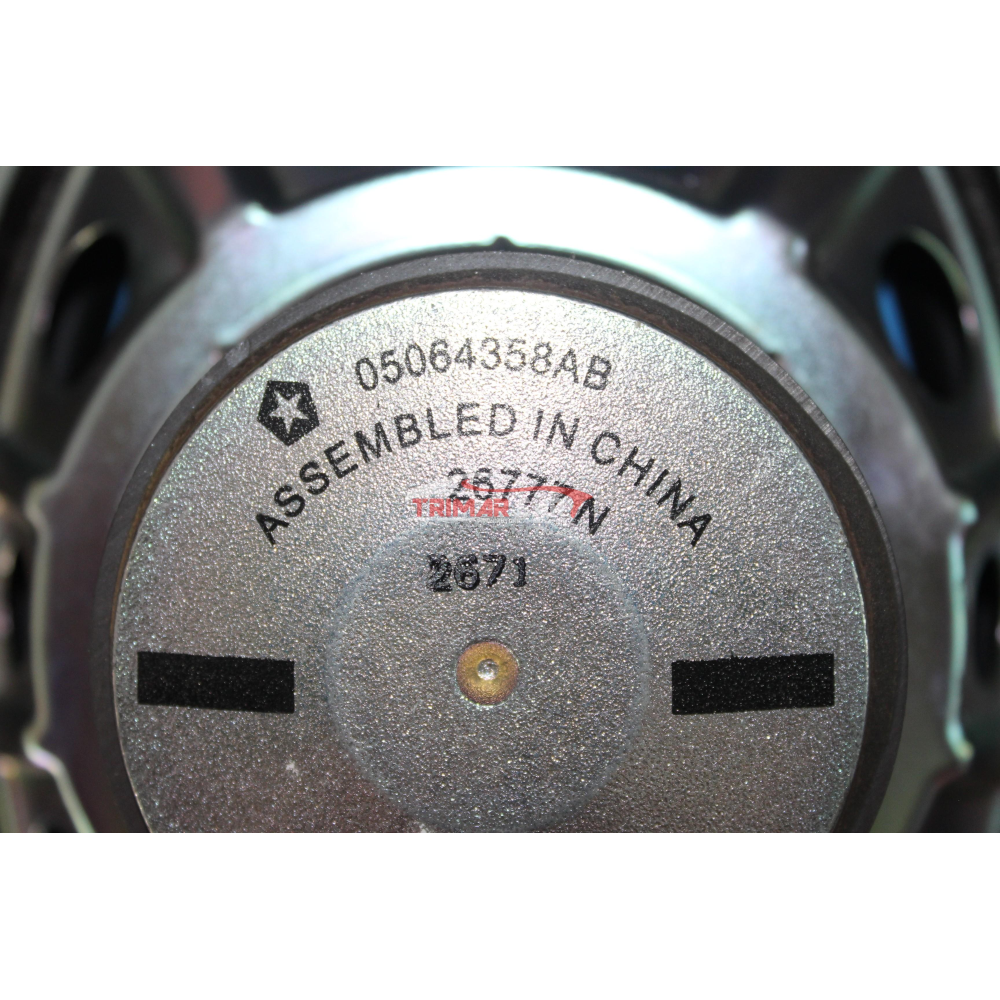 05064358AB
ASSEMBLED IN CHINA
26777N
TRIMAR
2671